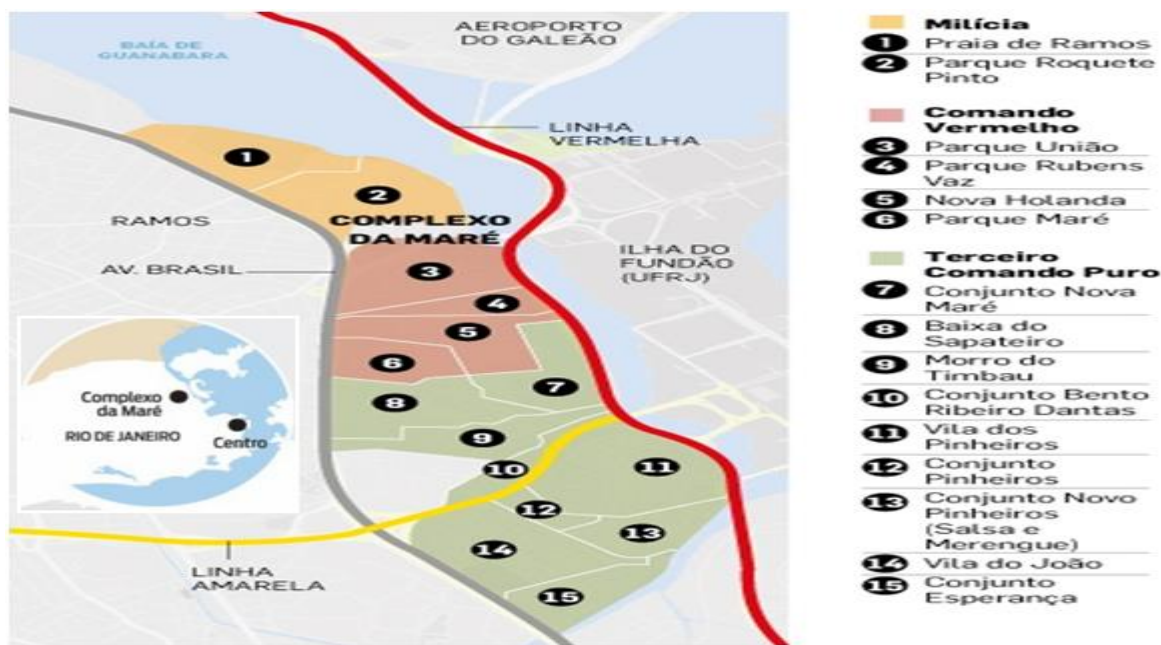 AEROPORTO
DO GALEÃO
BAÍA DE
GUANABARA
LINHA
VERMELHA
1
2
RAMOS
COMPLEXO
DA MARÉ
AV. BRASIL
3
ILHA DO
FUNDÃO
(UFRJ)
4
5
6
7
8
9
10
11
12
13
14
15
Complexo
da Maré
RIO DE JANEIRO
Centro
LINHA
AMARELA
Milícia
1 Praia de Ramos
2 Parque Roquete
Pinto
Comando
Vermelho
3 Parque União
4 Parque Rubens
Vaz
5 Nova Holanda
6 Parque Maré
Terceiro
Comando Puro
7 Conjunto Nova
Maré
8 Baixa do
Sapateiro
9 Morro do
Timbau
10 Conjunto Bento
Ribeiro Dantas
11 Vila dos
Pinheiros
12 Conjunto
Pinheiros
13 Conjunto Novo
Pinheiros
(Salsa e
Merengue)
14 Vila do João
15 Conjunto
Esperança